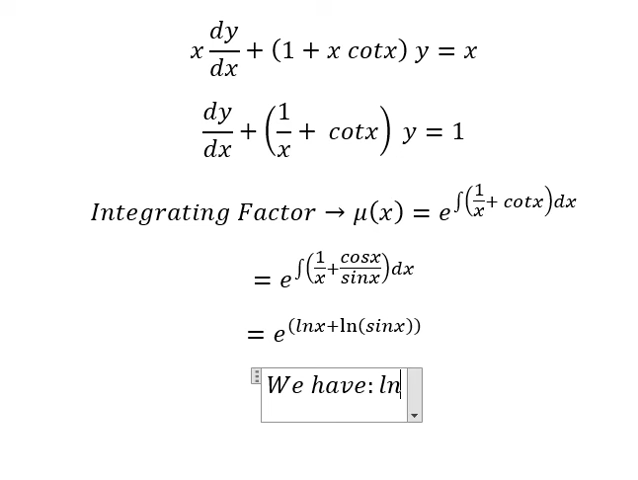 x dy/dx + (1 + x cotx) y = x
dy/dx + (1/x + cotx) y = 1
Integrating Factor → μ(x) = e^∫(1/x + cotx)dx
= e^∫(1/x + cosx/sinx)dx
= e^(lnx+ln(sinx))
We have: ln